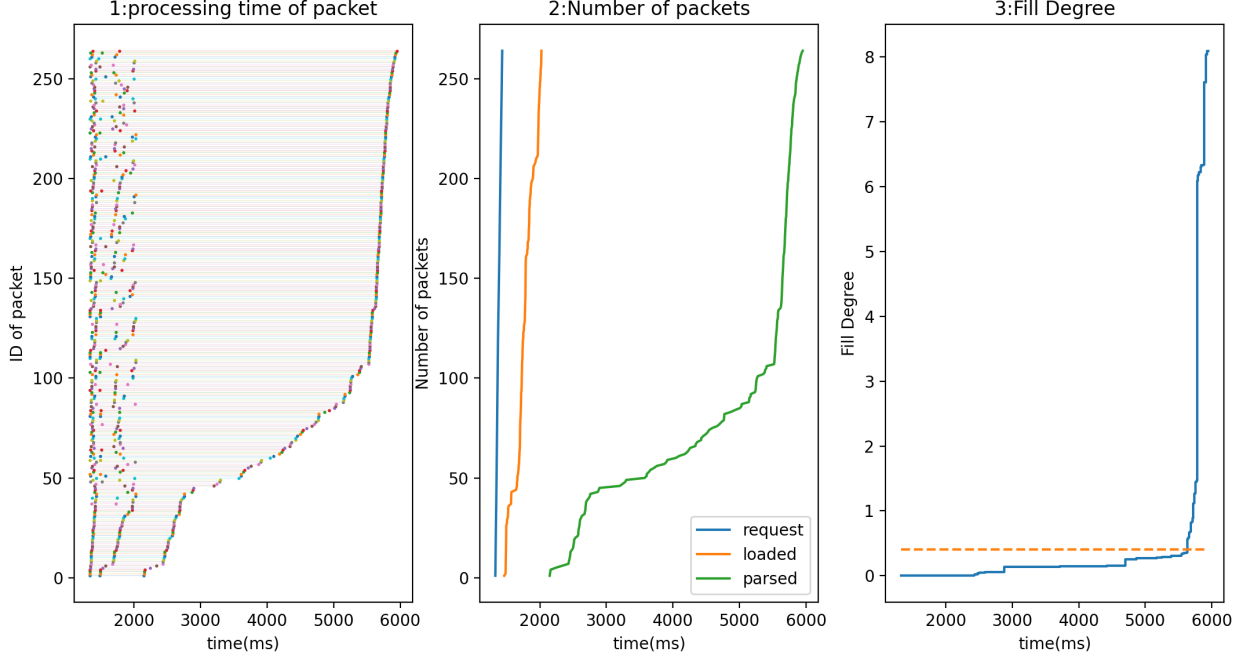 1:processing time of packet
ID of packet
250
200
150
100
50
0
2000 3000 4000 5000 6000
time(ms)
2:Number of packets
Number of packets
250
200
150
100
50
0
request
loaded
parsed
2000 3000 4000 5000 6000
time(ms)
3:Fill Degree
Fill Degree
8
7
6
5
4
3
2
1
0
2000 3000 4000 5000 6000
time(ms)